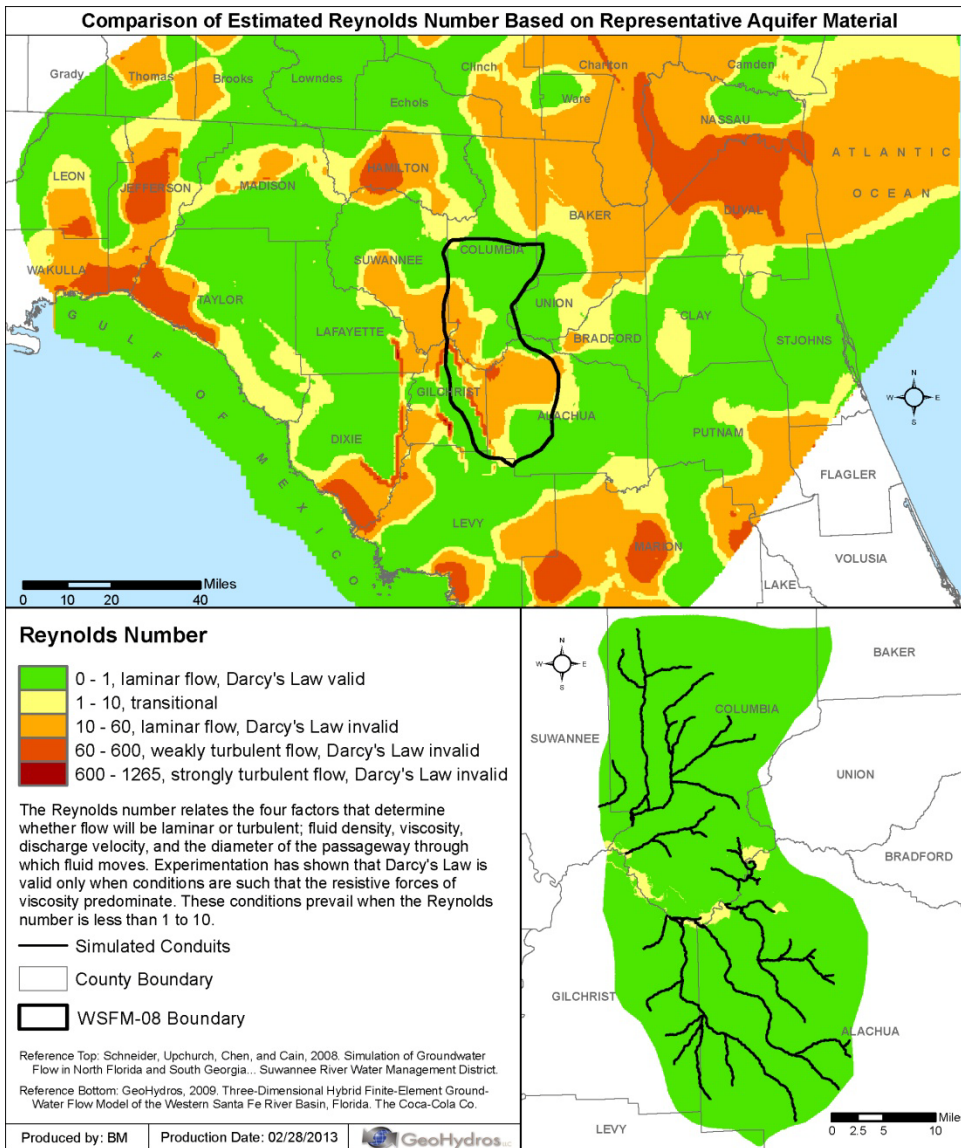 Comparison of Estimated Reynolds Number Based on Representative Aquifer Material
Grady
Thomas
Brooks
Lowndes
Echols
Clinch
Ware
Charlton
Camden
NASSAU
ATLANTIC
OCEAN
LEON
JEFFERSON
MADISON
HAMILTON
BAKER
DUVAL
WAKULLA
TAYLOR
SUWANNEE
COLUMBIA
UNION
BRADFORD
CLAY
STJOHNS
LAFAYETTE
GILCHRIST
ALACHUA
PUTNAM
FLAGLER
DIXIE
LEVY
MARION
VOLUSIA
LAKE
GULF OF MEXICO
N
W E
S
Miles
0 10 20 40
Reynolds Number
0 - 1, laminar flow, Darcy's Law valid
1 - 10, transitional
10 - 60, laminar flow, Darcy's Law invalid
60 - 600, weakly turbulent flow, Darcy's Law invalid
600 - 1265, strongly turbulent flow, Darcy's Law invalid
The Reynolds number relates the four factors that determine
whether flow will be laminar or turbulent; fluid density, viscosity,
discharge velocity, and the diameter of the passageway through
which fluid moves. Experimentation has shown that Darcy's Law is
valid only when conditions are such that the resistive forces of
viscosity predominate. These conditions prevail when the Reynolds
number is less than 1 to 10.
Simulated Conduits
County Boundary
WSFM-08 Boundary
Reference Top: Schneider, Upchurch, Chen, and Cain, 2008. Simulation of Groundwater
Flow in North Florida and South Georgia... Suwannee River Water Management District.
Reference Bottom: GeoHydros, 2009. Three-Dimensional Hybrid Finite-Element Ground-
Water Flow Model of the Western Santa Fe River Basin, Florida. The Coca-Cola Co.
Produced by: BM
Production Date: 02/28/2013
GeoHydros LLC
N
W E
S
BAKER
COLUMBIA
SUWANNEE
UNION
BRADFORD
GILCHRIST
ALACHUA
LEVY
Miles
0 2.5 5 10